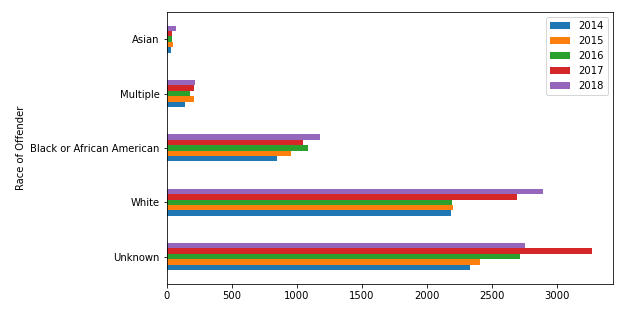 2014
2015
2016
2017
2018
Asian
Multiple
Black or African American
White
Unknown
Race of Offender
0 500 1000 1500 2000 2500 3000